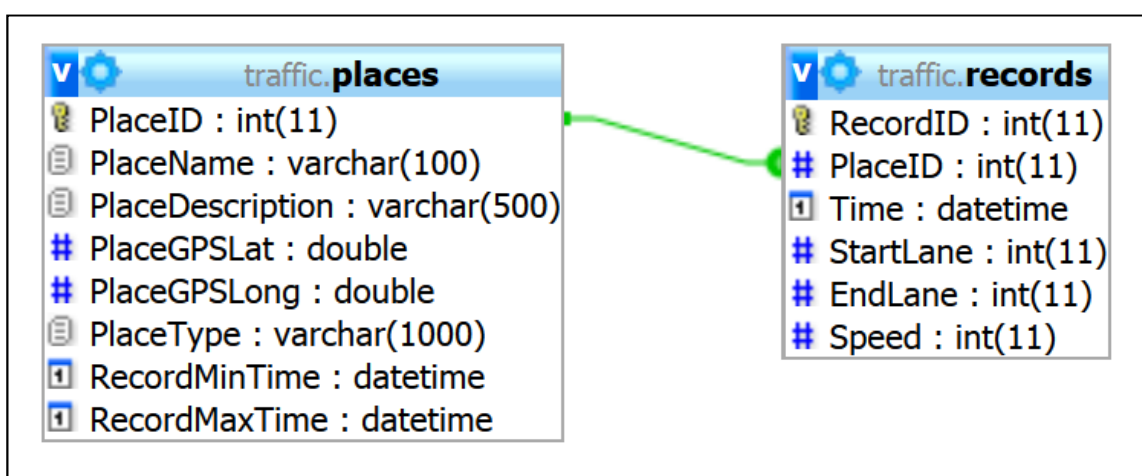 traffic.places
PlaceID : int(11)
PlaceName : varchar(100)
PlaceDescription : varchar(500)
PlaceGPSLat : double
PlaceGPSLong : double
PlaceType : varchar(1000)
RecordMinTime : datetime
RecordMaxTime : datetime
traffic.records
RecordID : int(11)
PlaceID : int(11)
Time : datetime
StartLane : int(11)
EndLane : int(11)
Speed : int(11)